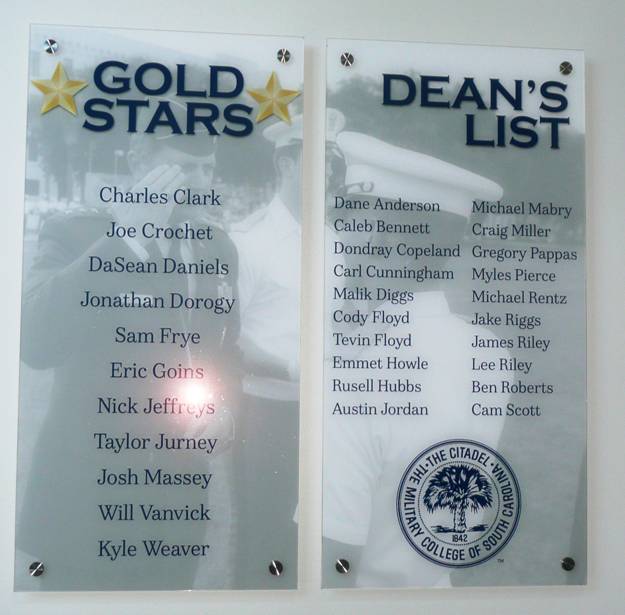 GOLD
STARS
Charles Clark
Joe Crochet
DaSean Daniels
Jonathan Dorogy
Sam Frye
Eric Goins
Nick Jeffreys
Taylor Jurney
Josh Massey
Will Vanvick
Kyle Weaver
DEAN'S
LIST
Dane Anderson
Caleb Bennett
Dondray Copeland
Carl Cunningham
Malik Diggs
Cody Floyd
Tevin Floyd
Emmet Howle
Rusell Hubbs
Austin Jordan
Michael Mabry
Craig Miller
Gregory Pappas
Myles Pierce
Michael Rentz
Jake Riggs
James Riley
Lee Riley
Ben Roberts
Cam Scott
·THE CITADEL·
THE MILITARY COLLEGE OF SOUTH CAROLINA
1842
™